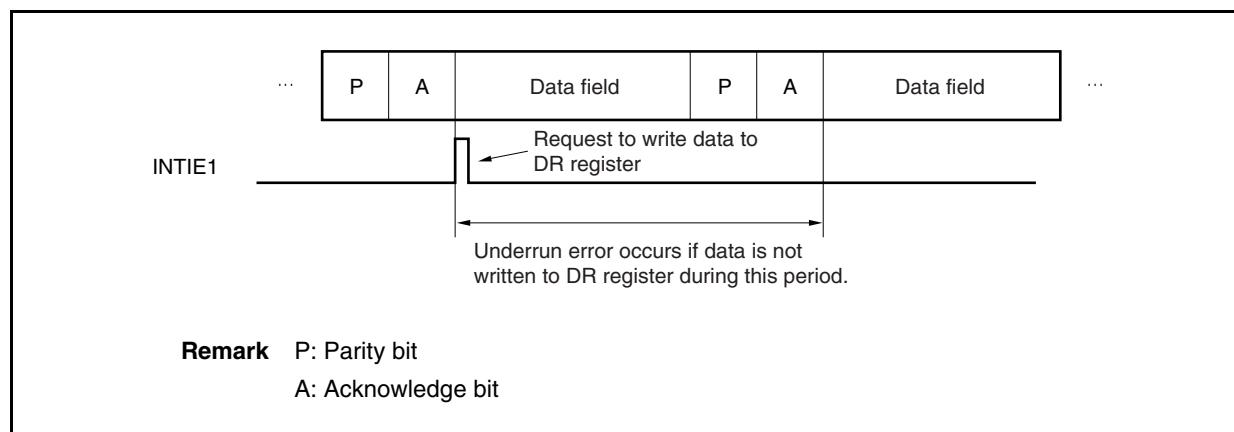 ... P A Data field P A Data field ...
INTIE1
Request to write data to
DR register
Underrun error occurs if data is not
written to DR register during this period.
Remark P: Parity bit
A: Acknowledge bit